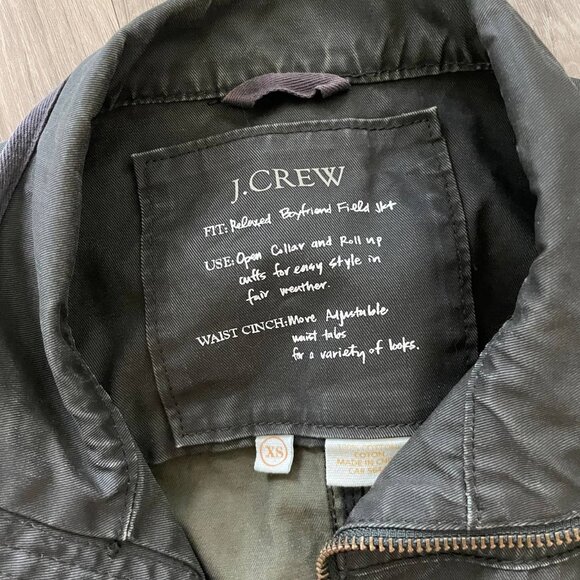 J.CREW
FIT: Relaxed Boyfriend Field Jkt
USE: Open Collar and Roll up
cuffs for easy style in
fair weather.
WAIST CINCH: More Adjustable
waist tabs
for a variety of looks.
XS
MADE IN